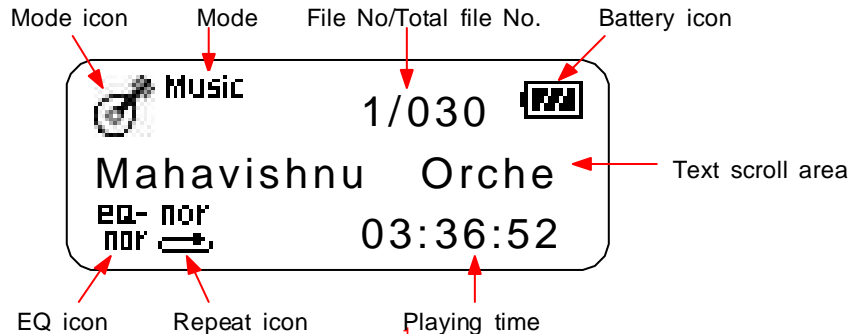 Mode icon Mode File No/Total file No. Battery icon
Music
1/030
Mahavishnu Orche Text scroll area
eQ- nor
nor 03:36:52
EQ icon Repeat icon Playing time